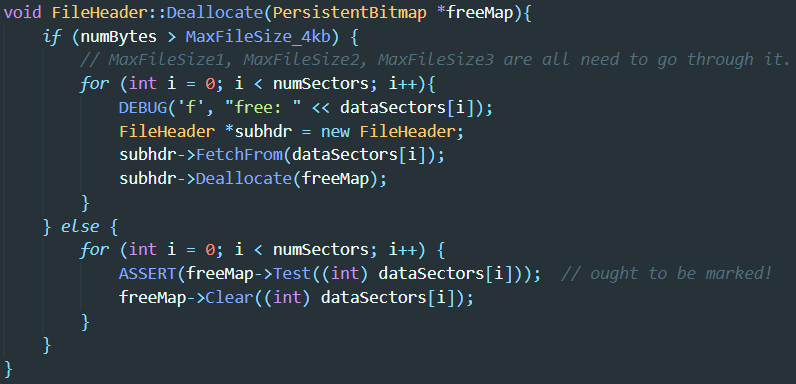 void FileHeader::Deallocate(PersistentBitmap *freeMap){
    if (numBytes > MaxFileSize_4kb) {
        // MaxFileSize1, MaxFileSize2, MaxFileSize3 are all need to go through it.
        for (int i = 0; i < numSectors; i++){
            DEBUG('f', "free: " << dataSectors[i]);
            FileHeader *subhdr = new FileHeader;
            subhdr->FetchFrom(dataSectors[i]);
            subhdr->Deallocate(freeMap);
        }
    } else {
        for (int i = 0; i < numSectors; i++) {
            ASSERT(freeMap->Test((int) dataSectors[i]));  // ought to be marked!
            freeMap->Clear((int) dataSectors[i]);
        }
    }
}